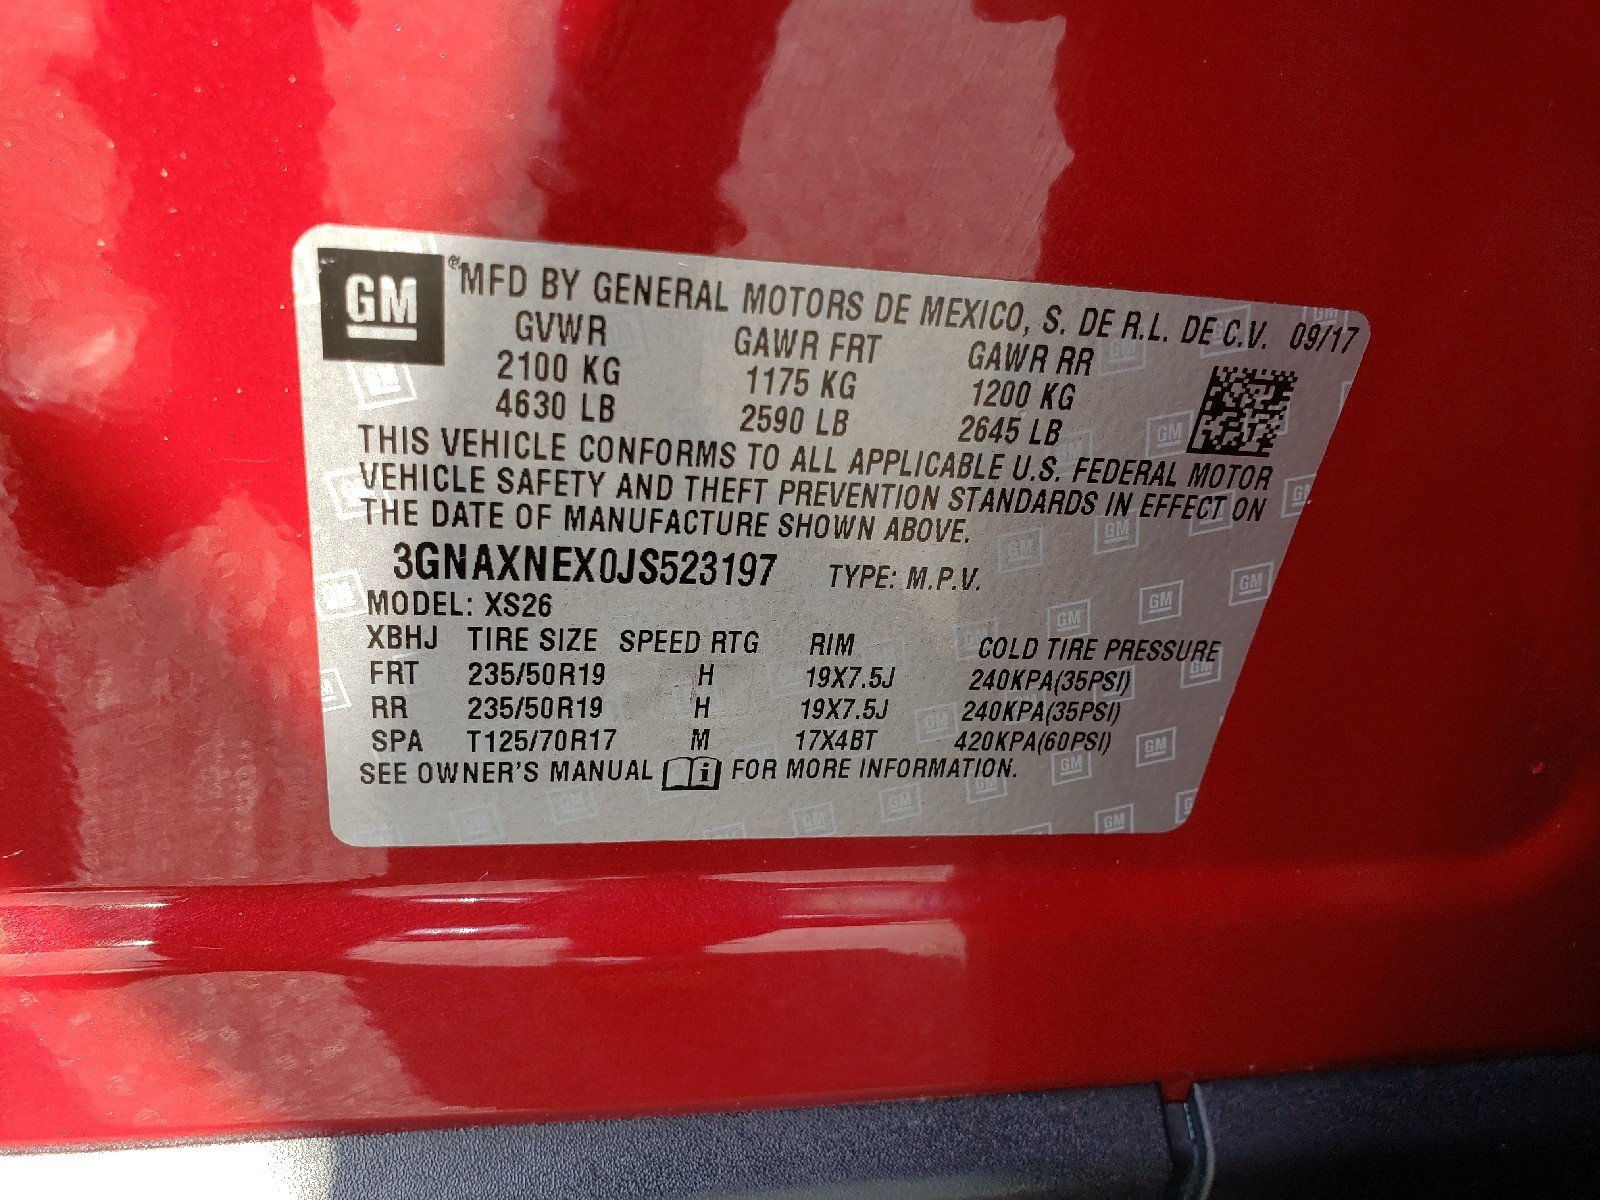 GM ® MFD BY GENERAL MOTORS DE MEXICO, S. DE R.L. DE C.V. 09/17
GVWR GAWR FRT GAWR RR
2100 KG 1175 KG 1200 KG
4630 LB 2590 LB 2645 LB
THIS VEHICLE CONFORMS TO ALL APPLICABLE U.S. FEDERAL MOTOR
VEHICLE SAFETY AND THEFT PREVENTION STANDARDS IN EFFECT ON
THE DATE OF MANUFACTURE SHOWN ABOVE.
3GNAXNEX0JS523197 TYPE: M.P.V.
MODEL: XS26
XBHJ TIRE SIZE SPEED RTG RIM COLD TIRE PRESSURE
FRT 235/50R19 H 19X7.5J 240KPA(35PSI)
RR 235/50R19 H 19X7.5J 240KPA(35PSI)
SPA T125/70R17 M 17X4BT 420KPA(60PSI)
SEE OWNER'S MANUAL i FOR MORE INFORMATION.